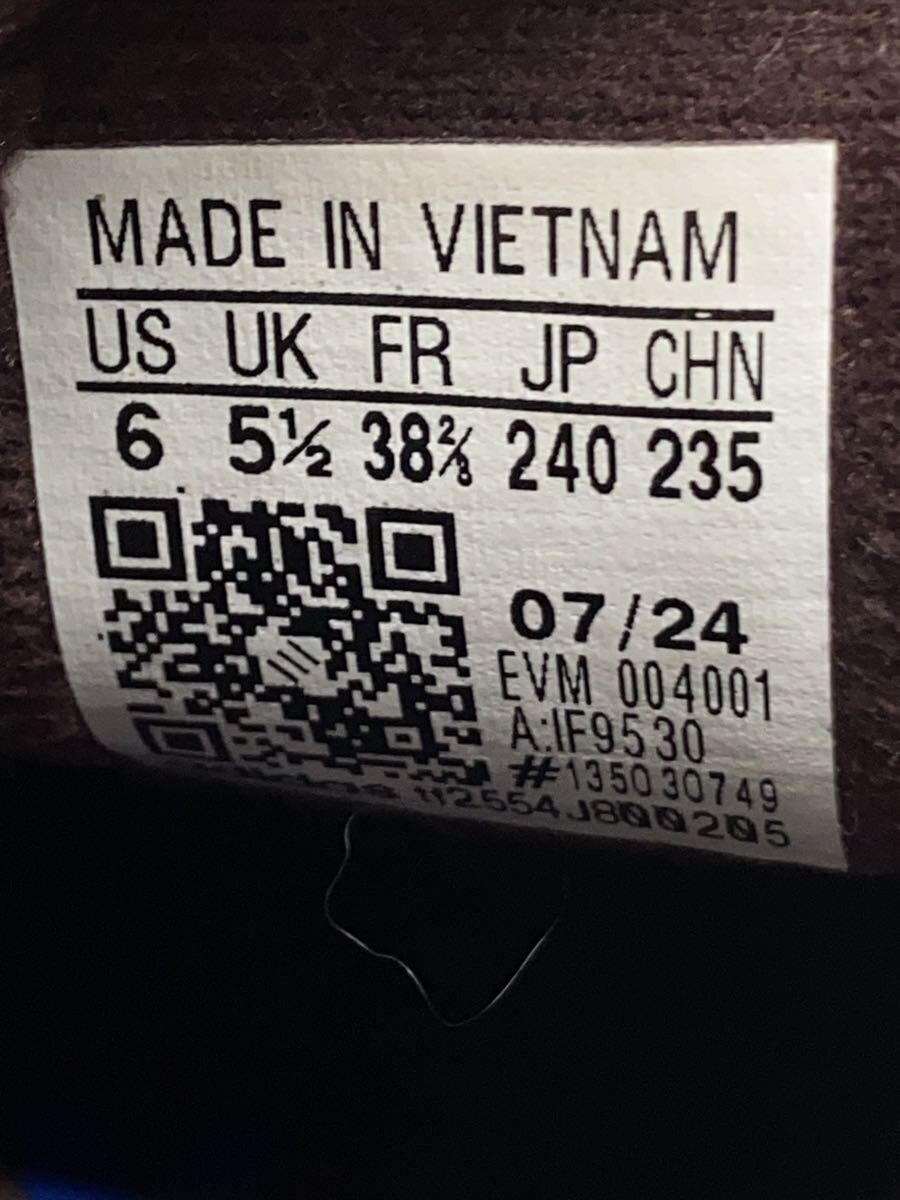 MADE IN VIETNAM
US UK FR JP CHN
6 5½ 38⅔ 240 235
07/24
EVM 004001
A:IF9530
#135030749
112554J800205